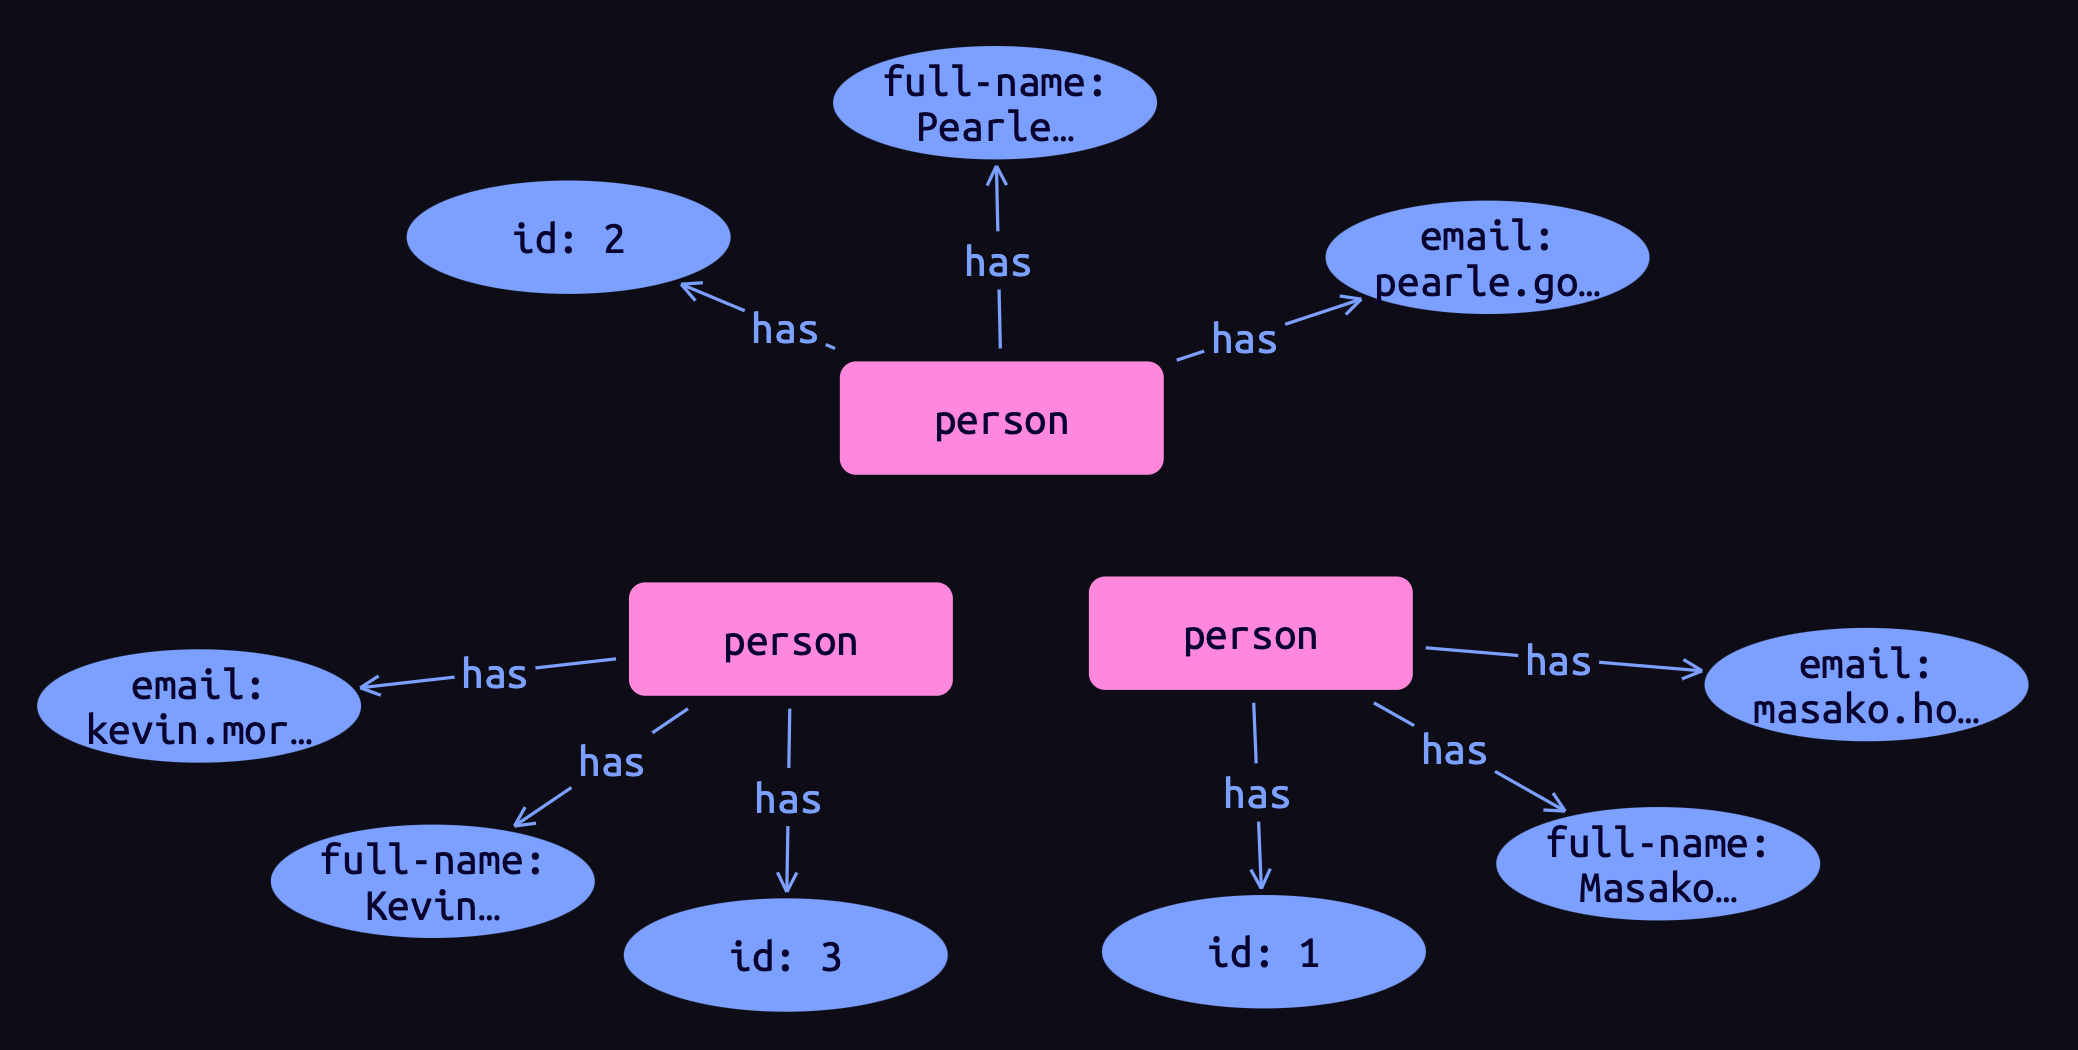 full-name:
Pearle…
id: 2
has
email:
pearle.go…
has
has
person
person
person
has
email:
kevin.mor…
has
has
has
email:
masako.ho…
has
has
full-name:
Kevin…
full-name:
Masako…
id: 3
id: 1